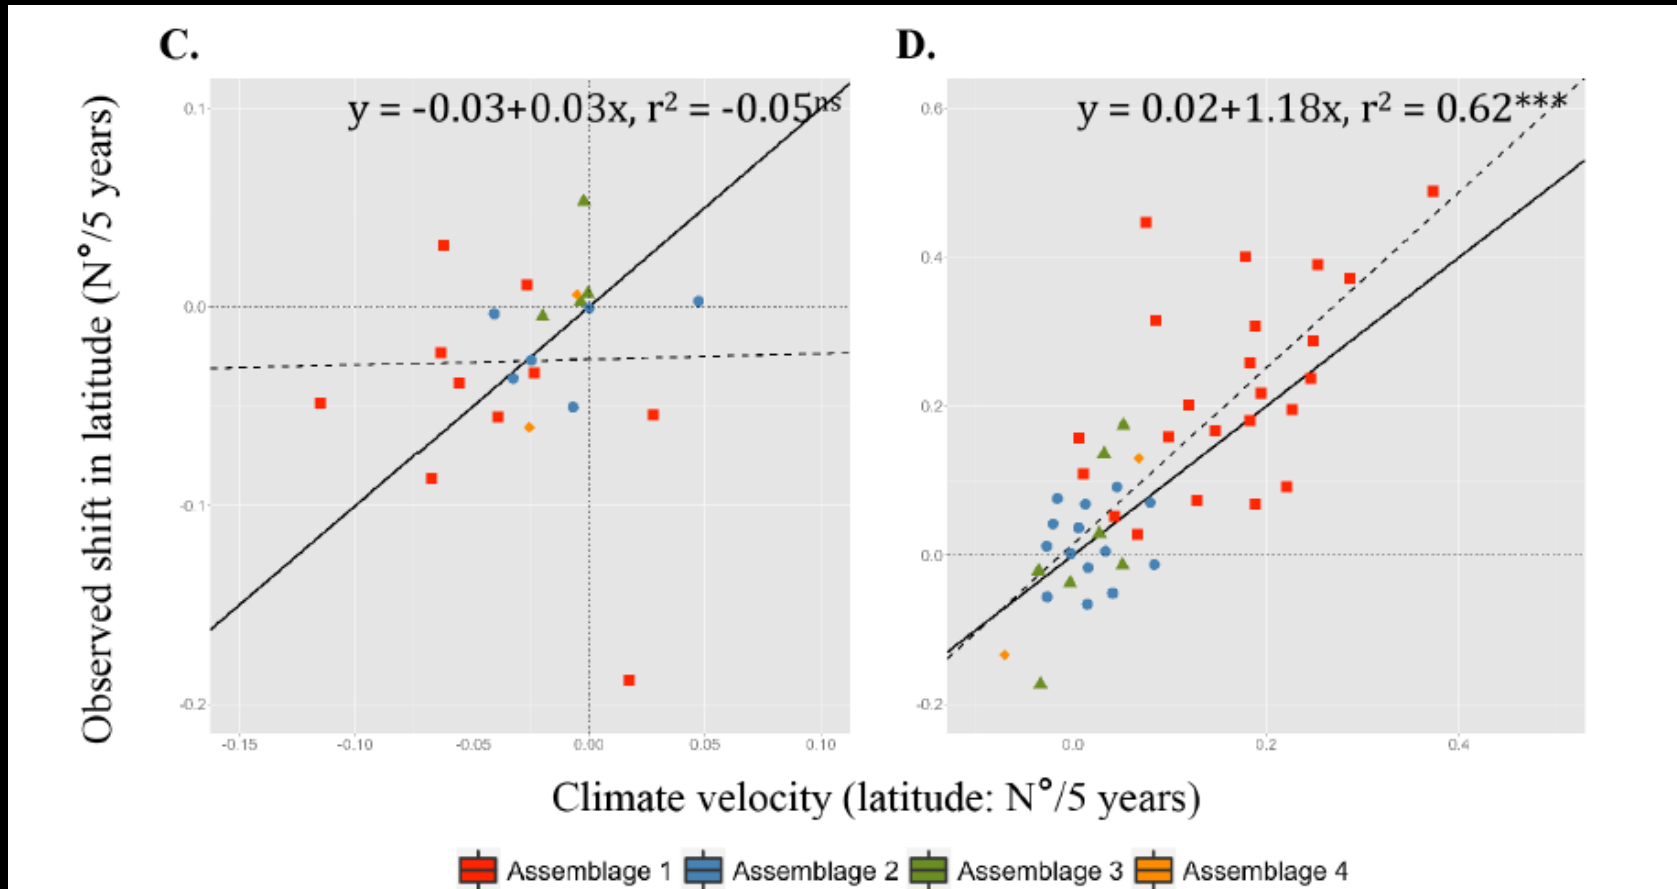 C.
D.
y = -0.03+0.03x, r² = -0.05ⁿˢ
y = 0.02+1.18x, r² = 0.62***
0.1
0.0
-0.1
-0.2
-0.15 -0.10 -0.05 0.00 0.05 0.10
0.6
0.4
0.2
0.0
-0.2
0.0 0.2 0.4
Observed shift in latitude (N°/5 years)
Climate velocity (latitude: N°/5 years)
Assemblage 1 Assemblage 2 Assemblage 3 Assemblage 4